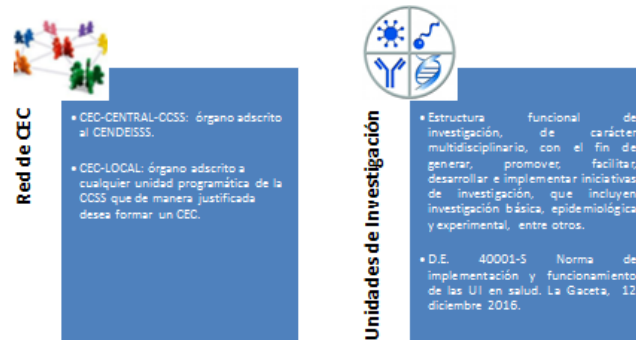 Red de CEC
• CEC-CENTRAL-CCSS: órgano adscrito
al CENDEISSS.
• CEC-LOCAL: órgano adscrito a
cualquier unidad programática de la
CCSS que de manera justificada
desea formar un CEC.
Unidades de Investigación
• Estructura funcional de
investigación, de carácter
multidisciplinario, con el fin de
generar, promover, facilitar,
desarrollar e implementar iniciativas
de investigación, que incluyen
investigación básica, epidemiológica
y experimental, entre otros.
• D.E. 40001-S Norma de
implementación y funcionamiento
de las UI en salud. La Gaceta, 12
diciembre 2016.